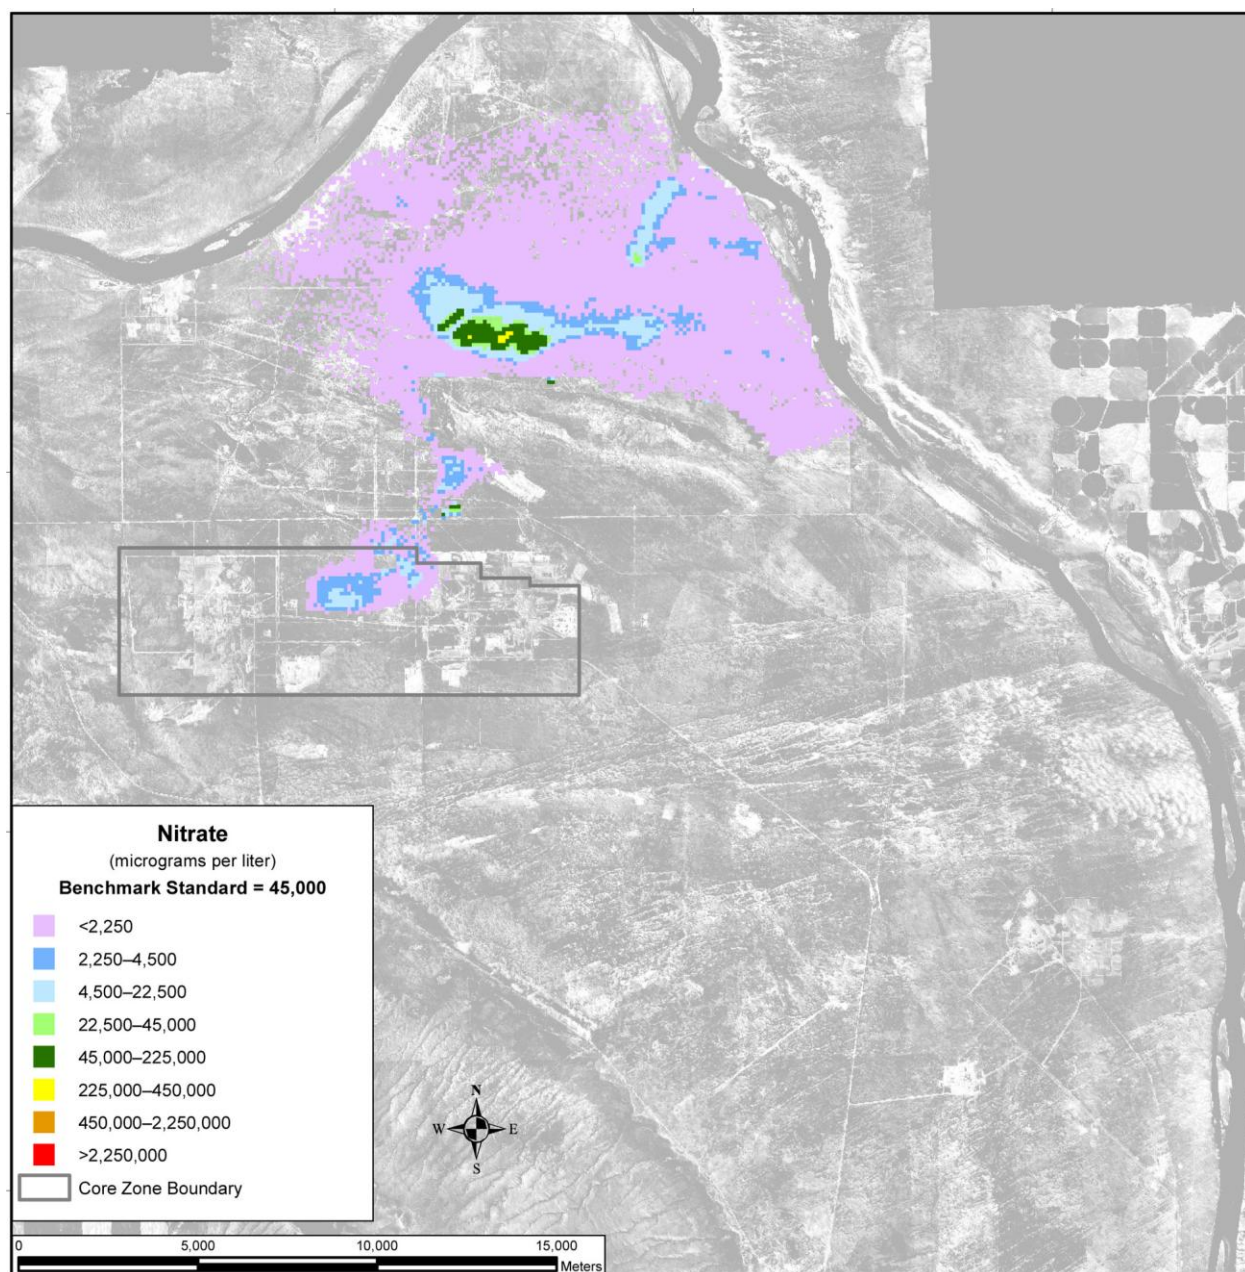 Nitrate
(micrograms per liter)
Benchmark Standard = 45,000
<2,250
2,250–4,500
4,500–22,500
22,500–45,000
45,000–225,000
225,000–450,000
450,000–2,250,000
>2,250,000
Core Zone Boundary
N
W E
S
0 5,000 10,000 15,000
Meters